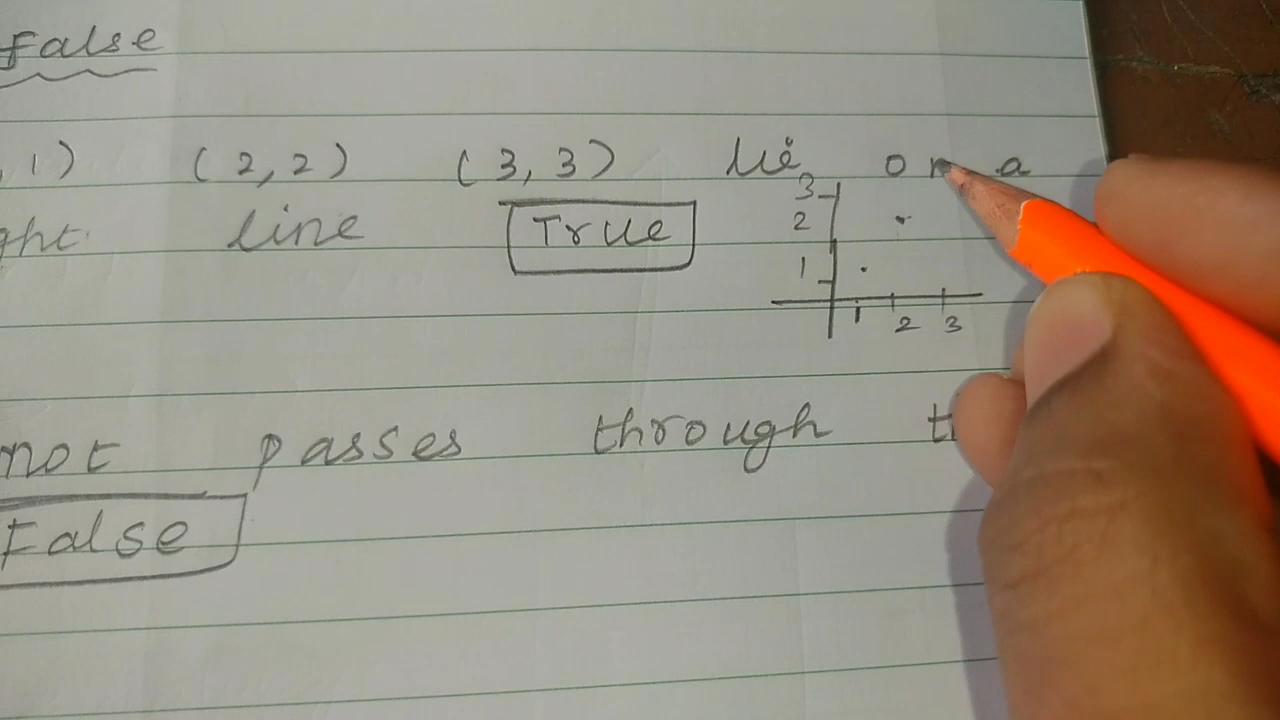 False
, 1) (2,2) (3,3) lie on a
ght line True
3
2
1
1 2 3
not passes through t
False